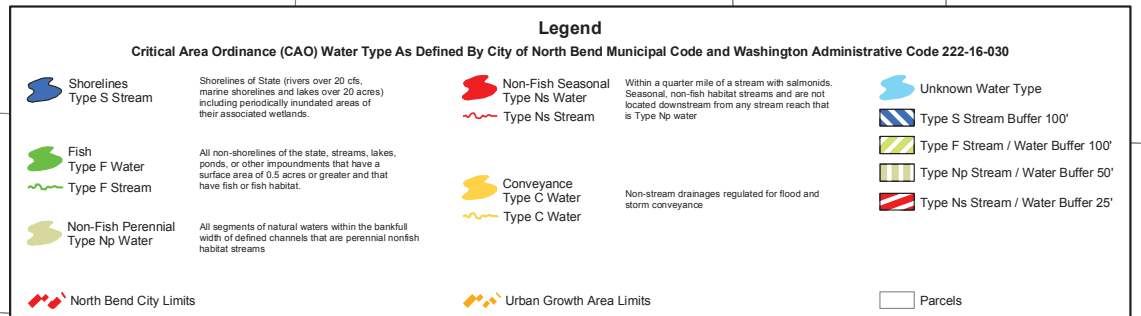 Legend
Critical Area Ordinance (CAO) Water Type As Defined By City of North Bend Municipal Code and Washington Administrative Code 222-16-030
Shorelines
Type S Stream
Shorelines of State (rivers over 20 cfs,
marine shorelines and lakes over 20 acres)
including periodically inundated areas of
their associated wetlands.
Fish
Type F Water
Type F Stream
All non-shorelines of the state, streams, lakes,
ponds, or other impoundments that have a
surface area of 0.5 acres or greater and that
have fish or fish habitat.
Non-Fish Perennial
Type Np Water
All segments of natural waters within the bankfull
width of defined channels that are perennial nonfish
habitat streams
Non-Fish Seasonal
Type Ns Water
Type Ns Stream
Within a quarter mile of a stream with salmonids.
Seasonal, non-fish habitat streams and are not
located downstream from any stream reach that
is Type Np water
Conveyance
Type C Water
Type C Water
Non-stream drainages regulated for flood and
storm conveyance
Unknown Water Type
Type S Stream Buffer 100'
Type F Stream / Water Buffer 100'
Type Np Stream / Water Buffer 50'
Type Ns Stream / Water Buffer 25'
North Bend City Limits
Urban Growth Area Limits
Parcels